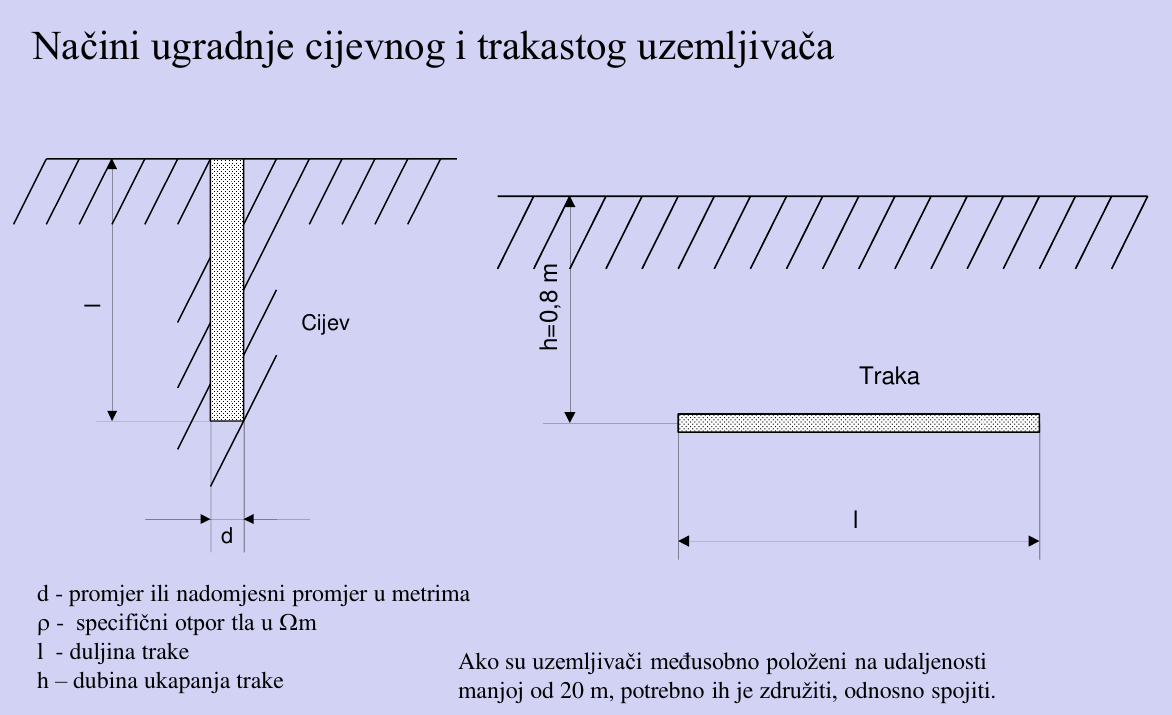 Načini ugradnje cijevnog i trakastog uzemljivača
l
Cijev
d
h=0,8 m
Traka
l
d - promjer ili nadomjesni promjer u metrima
ρ -  specifični otpor tla u Ωm
l  - duljina trake
h – dubina ukapanja trake
Ako su uzemljivači međusobno položeni na udaljenosti
manjoj od 20 m, potrebno ih je združiti, odnosno spojiti.